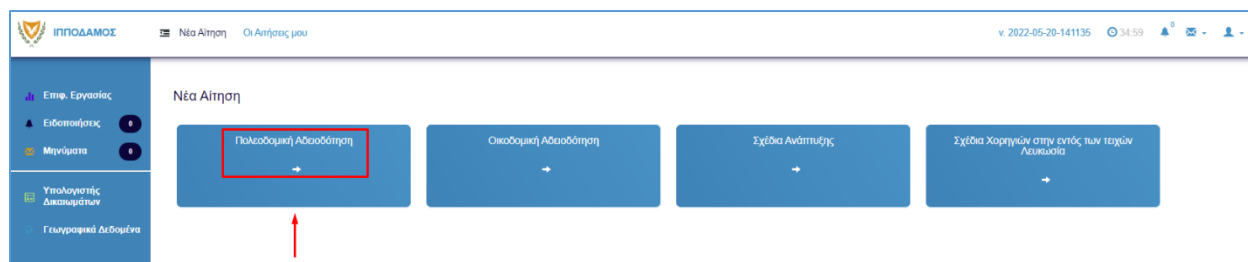 ΙΠΠΟΔΑΜΟΣ
Νέα Αίτηση Οι Αιτήσεις μου
v. 2022-05-20-141135 34:59 0
Επιφ. Εργασίας
Ειδοποιήσεις 0
Μηνύματα 0
Υπολογιστής
Δικαιωμάτων
Γεωγραφικά Δεδομένα
Νέα Αίτηση
Πολεοδομική Αδειοδότηση
Οικοδομική Αδειοδότηση
Σχέδια Ανάπτυξης
Σχέδια Χορηγιών στην εντός των τειχών
Λευκωσία